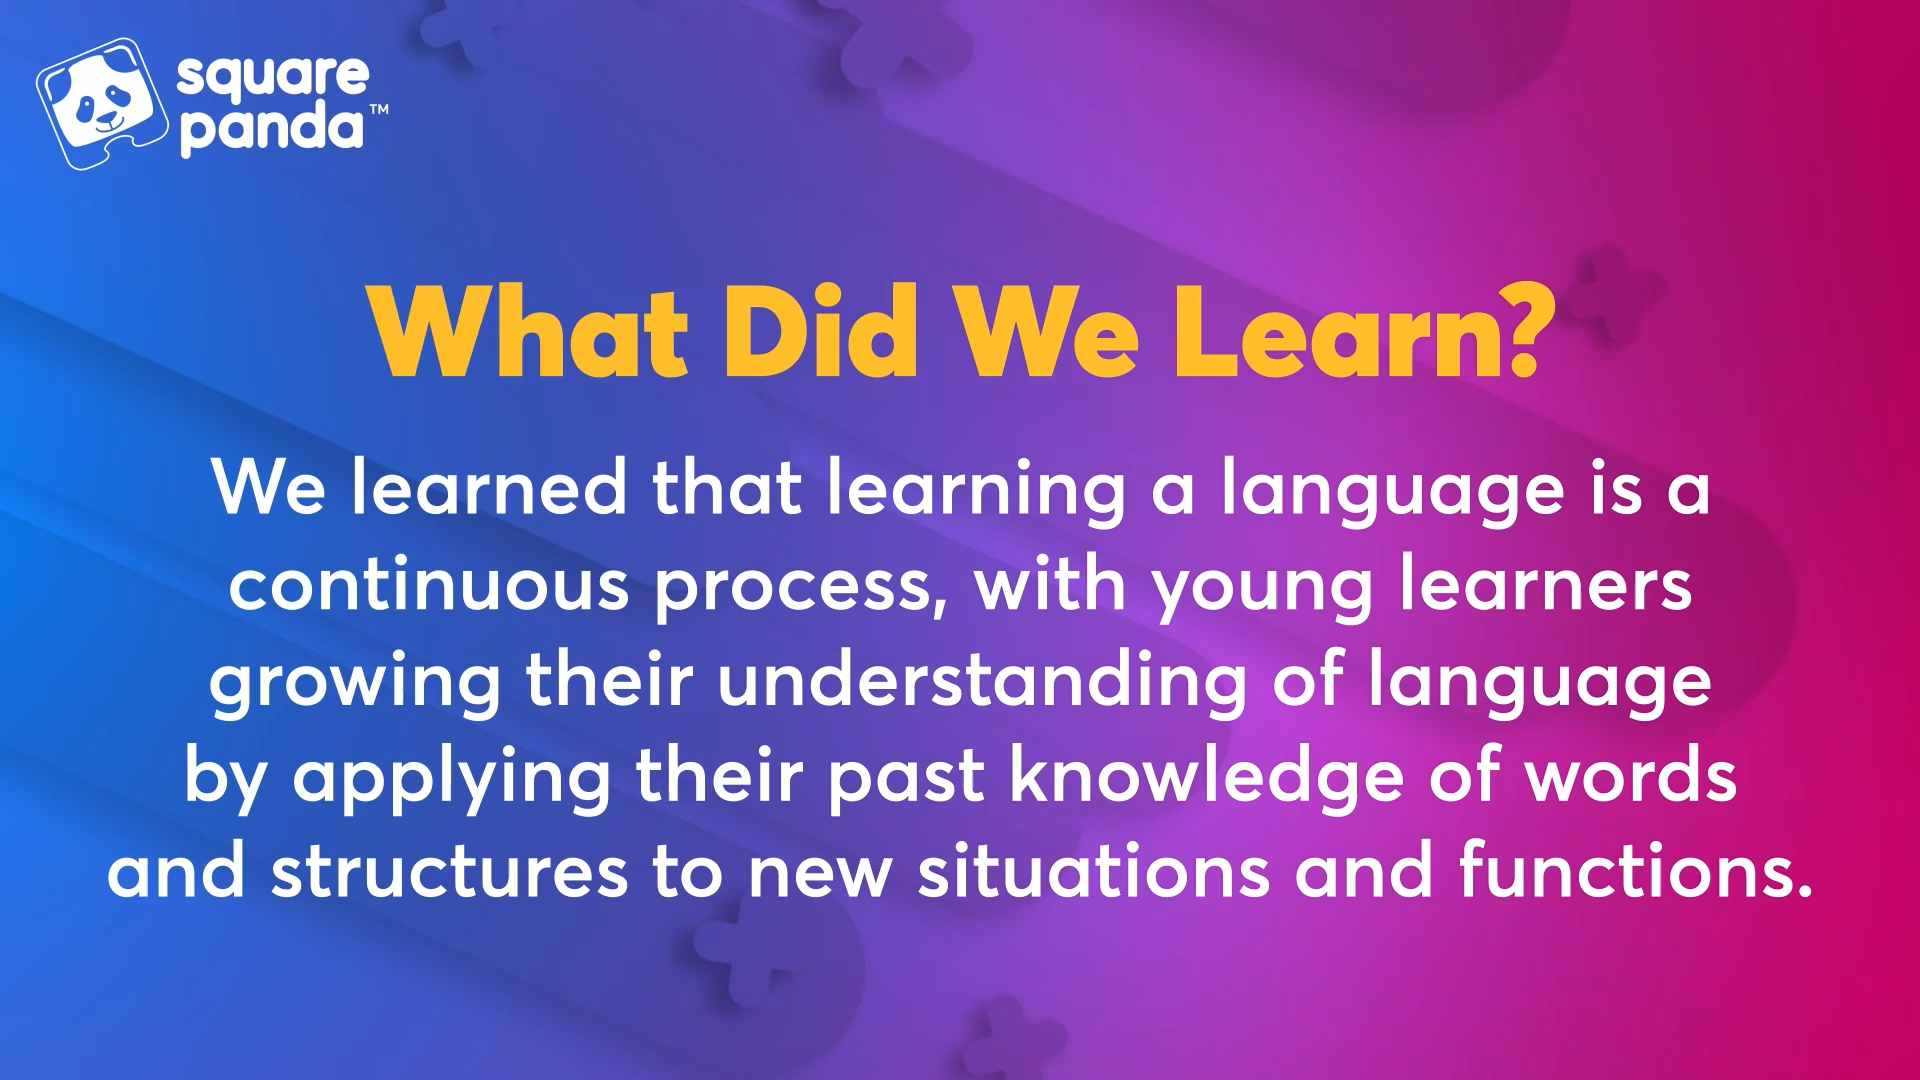 square
panda™
What Did We Learn?
We learned that learning a language is a
continuous process, with young learners
growing their understanding of language
by applying their past knowledge of words
and structures to new situations and functions.